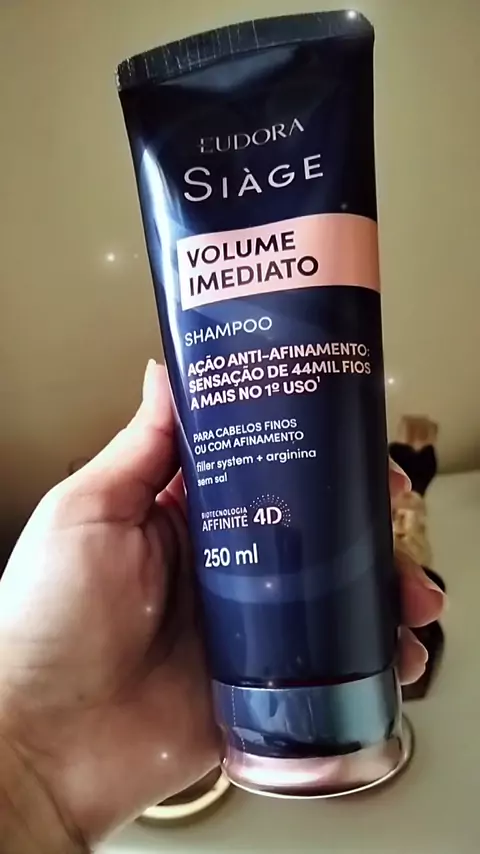 EUDORA
SIÀGE
VOLUME
IMEDIATO
SHAMPOO
AÇÃO ANTI-AFINAMENTO:
SENSAÇÃO DE 44MIL FIOS
A MAIS NO 1º USO¹
PARA CABELOS FINOS
OU COM AFINAMENTO
filler system + arginina
sem sal
BIOTECNOLOGIA
AFFINITÉ 4D
250 ml